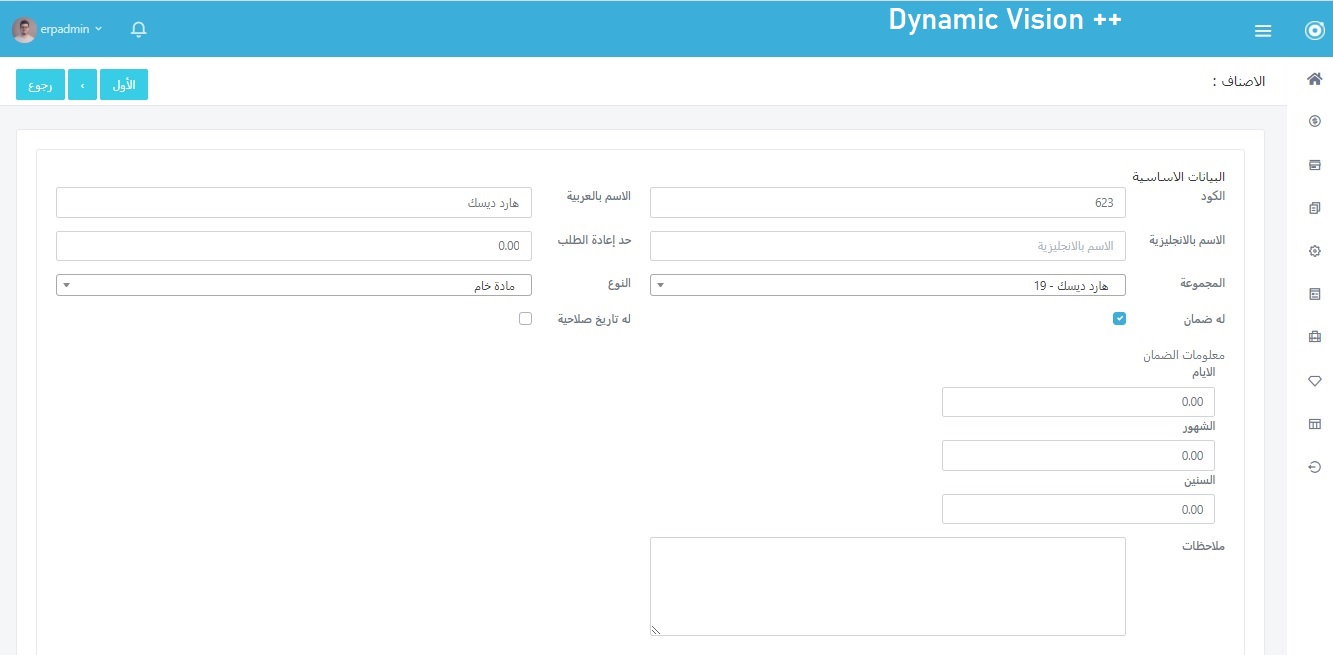 erpadmin
Dynamic Vision ++
الاصناف :
الأول
›
رجوع
البيانات الاساسية
الكود
623
الاسم بالعربية
هارد ديسك
الاسم بالانجليزية
الاسم بالانجليزية
حد إعادة الطلب
0.00
المجموعة
هارد ديسك - 19
النوع
مادة خام
له ضمان
له تاريخ صلاحية
معلومات الضمان
الايام
0.00
الشهور
0.00
السنين
0.00
ملاحظات